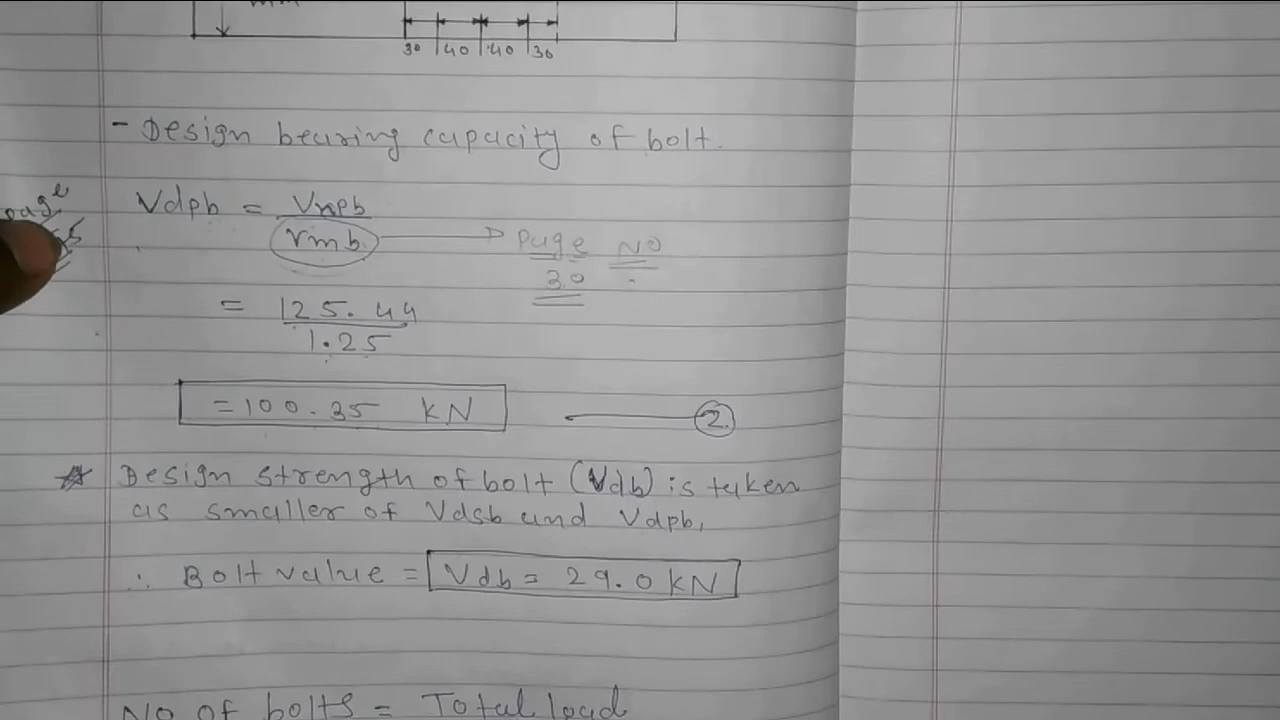 30 40 40 30
- Design bearing capacity of bolt.
Vdpb = Vnpb
γmb → Page No
30
= 125.44
1.25
= 100.35 KN ② 
Design strength of bolt (Vdb) is taken
as smaller of Vdsb and Vdpb,
∴ Bolt value = Vdb = 29.0 KN
No of bolts = Total load